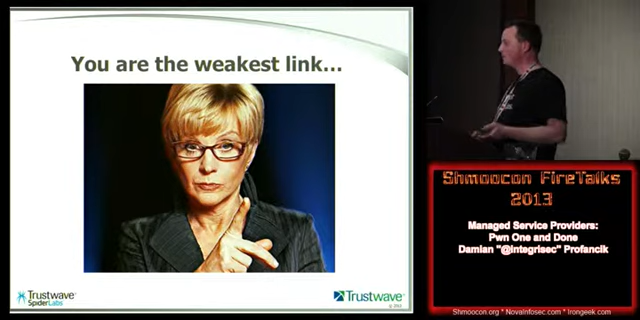 You are the weakest link...
Trustwave®
SpiderLabs
Trustwave®
Shmoocon FireTalks
2013
Managed Service Providers:
Pwn One and Done
Damian "@integrisec" Profancik
Shmoocon.org * NovaInfosec.com * Irongeek.com